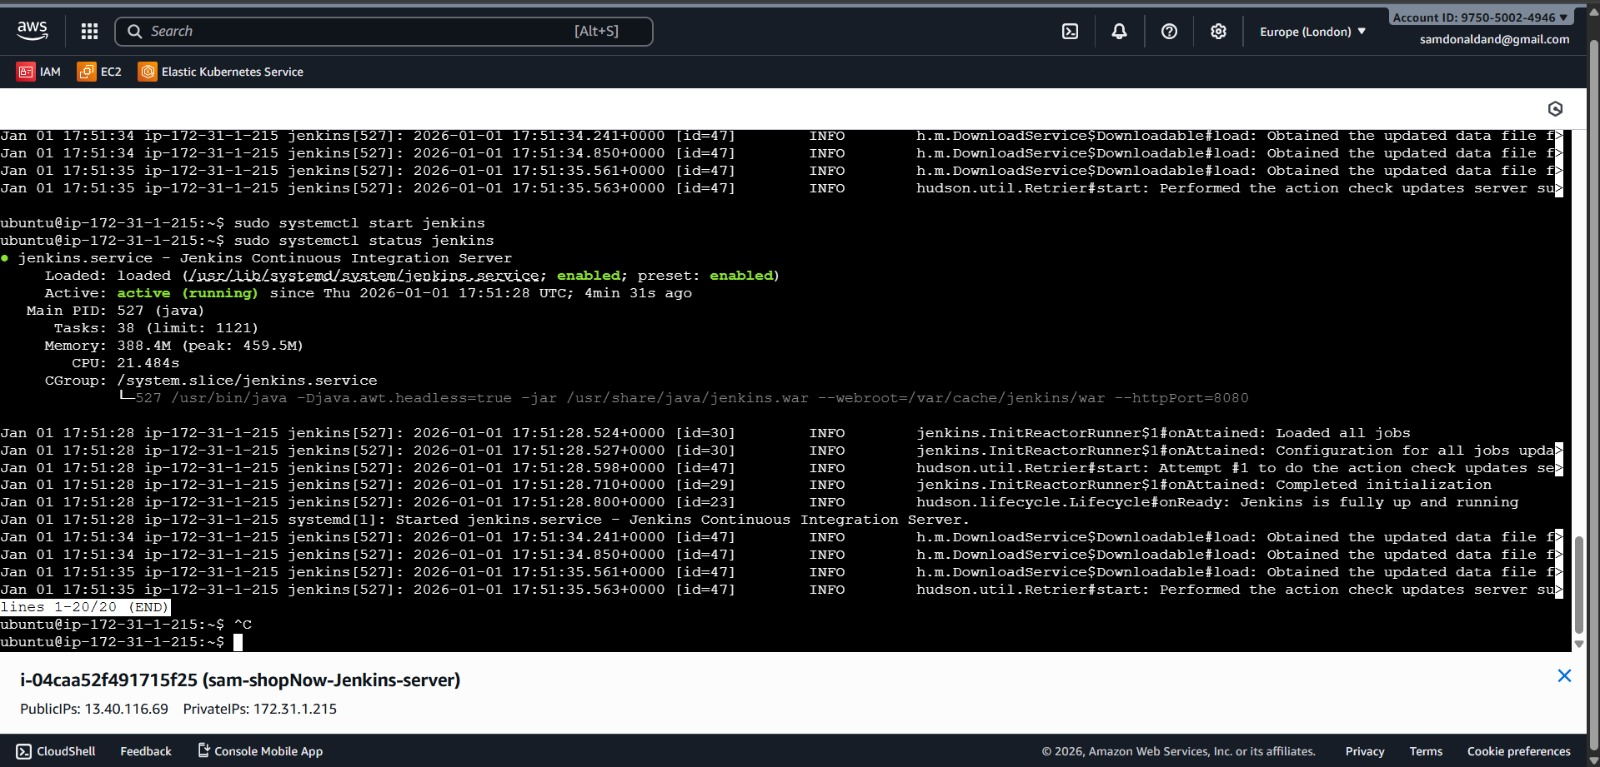 aws
Search [Alt+S]
Europe (London) ▼
Account ID: 9750-5002-4946 ▼
samdonaldand@gmail.com
IAM EC2 Elastic Kubernetes Service
Jan 01 17:51:34 ip-172-31-1-215 jenkins[527]: 2026-01-01 17:51:34.241+0000 [id=47] INFO h.m.DownloadService$Downloadable#load: Obtained the updated data file f>
Jan 01 17:51:34 ip-172-31-1-215 jenkins[527]: 2026-01-01 17:51:34.850+0000 [id=47] INFO h.m.DownloadService$Downloadable#load: Obtained the updated data file f>
Jan 01 17:51:35 ip-172-31-1-215 jenkins[527]: 2026-01-01 17:51:35.561+0000 [id=47] INFO h.m.DownloadService$Downloadable#load: Obtained the updated data file f>
Jan 01 17:51:35 ip-172-31-1-215 jenkins[527]: 2026-01-01 17:51:35.563+0000 [id=47] INFO hudson.util.Retrier#start: Performed the action check updates server su>
ubuntu@ip-172-31-1-215:~$ sudo systemctl start jenkins
ubuntu@ip-172-31-1-215:~$ sudo systemctl status jenkins
● jenkins.service - Jenkins Continuous Integration Server
Loaded: loaded (/usr/lib/systemd/system/jenkins.service; enabled; preset: enabled)
Active: active (running) since Thu 2026-01-01 17:51:28 UTC; 4min 31s ago
Main PID: 527 (java)
Tasks: 38 (limit: 1121)
Memory: 388.4M (peak: 459.5M)
CPU: 21.484s
CGroup: /system.slice/jenkins.service
└─527 /usr/bin/java -Djava.awt.headless=true -jar /usr/share/java/jenkins.war --webroot=/var/cache/jenkins/war --httpPort=8080
Jan 01 17:51:28 ip-172-31-1-215 jenkins[527]: 2026-01-01 17:51:28.524+0000 [id=30] INFO jenkins.InitReactorRunner$1#onAttained: Loaded all jobs
Jan 01 17:51:28 ip-172-31-1-215 jenkins[527]: 2026-01-01 17:51:28.527+0000 [id=30] INFO jenkins.InitReactorRunner$1#onAttained: Configuration for all jobs upda>
Jan 01 17:51:28 ip-172-31-1-215 jenkins[527]: 2026-01-01 17:51:28.598+0000 [id=47] INFO hudson.util.Retrier#start: Attempt #1 to do the action check updates se>
Jan 01 17:51:28 ip-172-31-1-215 jenkins[527]: 2026-01-01 17:51:28.710+0000 [id=29] INFO jenkins.InitReactorRunner$1#onAttained: Completed initialization
Jan 01 17:51:28 ip-172-31-1-215 jenkins[527]: 2026-01-01 17:51:28.800+0000 [id=23] INFO hudson.lifecycle.Lifecycle#onReady: Jenkins is fully up and running
Jan 01 17:51:28 ip-172-31-1-215 systemd[1]: Started jenkins.service - Jenkins Continuous Integration Server.
Jan 01 17:51:34 ip-172-31-1-215 jenkins[527]: 2026-01-01 17:51:34.241+0000 [id=47] INFO h.m.DownloadService$Downloadable#load: Obtained the updated data file f>
Jan 01 17:51:34 ip-172-31-1-215 jenkins[527]: 2026-01-01 17:51:34.850+0000 [id=47] INFO h.m.DownloadService$Downloadable#load: Obtained the updated data file f>
Jan 01 17:51:35 ip-172-31-1-215 jenkins[527]: 2026-01-01 17:51:35.561+0000 [id=47] INFO h.m.DownloadService$Downloadable#load: Obtained the updated data file f>
Jan 01 17:51:35 ip-172-31-1-215 jenkins[527]: 2026-01-01 17:51:35.563+0000 [id=47] INFO hudson.util.Retrier#start: Performed the action check updates server su>
lines 1-20/20 (END)
ubuntu@ip-172-31-1-215:~$ ^C
ubuntu@ip-172-31-1-215:~$
i-04caa52f491715f25 (sam-shopNow-Jenkins-server)
PublicIPs: 13.40.116.69 PrivateIPs: 172.31.1.215
CloudShell Feedback Console Mobile App © 2026, Amazon Web Services, Inc. or its affiliates. Privacy Terms Cookie preferences